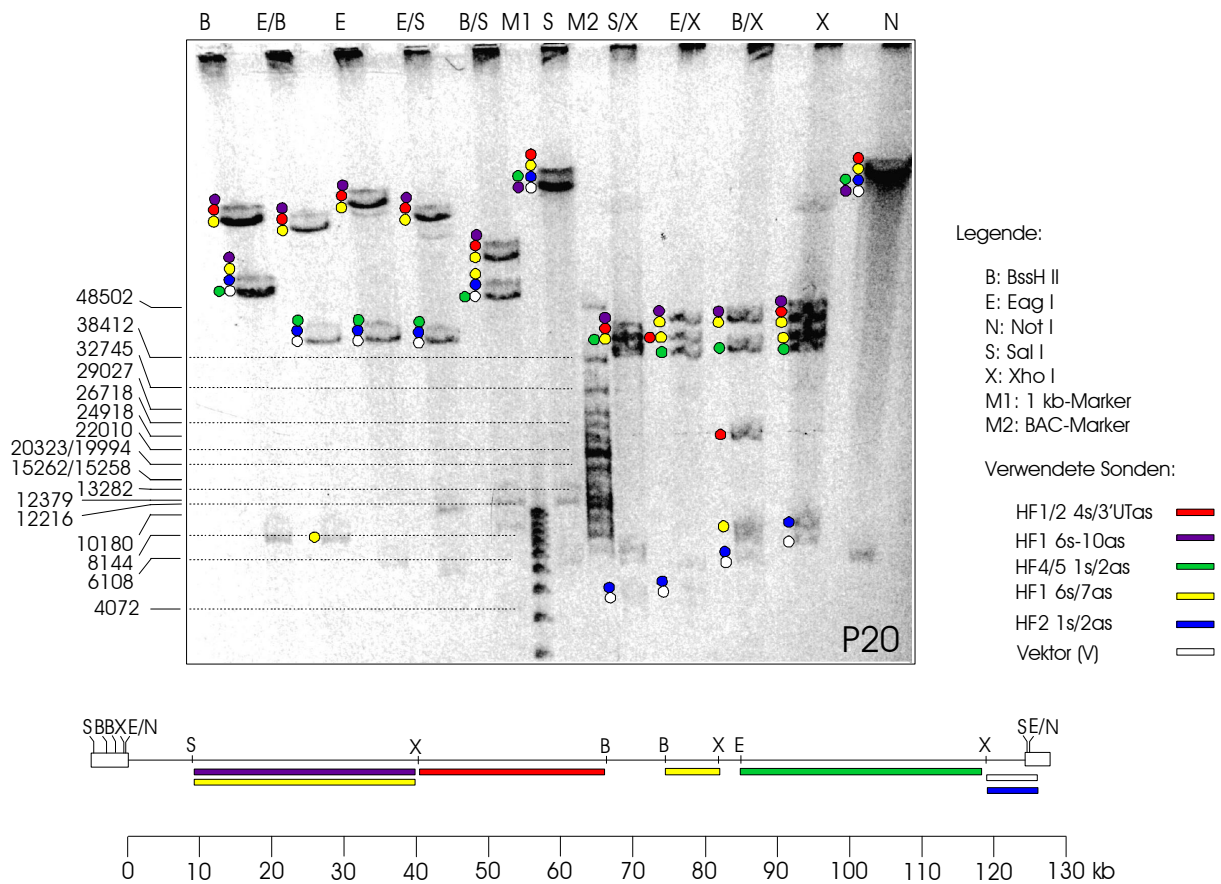 B E/B E E/S B/S M1 S M2 S/X E/X B/X X N
48502
38412
32745
29027
26718
24918
22010
20323/19994
15262/15258
13282
12379
12216
10180
8144
6108
4072
P20
Legende:
B: BssH II
E: Eag I
N: Not I
S: Sal I
X: Xho I
M1: 1 kb-Marker
M2: BAC-Marker
Verwendete Sonden:
HF1/2 4s/3'UTas
HF1 6s-10as
HF4/5 1s/2as
HF1 6s/7as
HF2 1s/2as
Vektor (V)
S B B X E/N S X B B X E X S E/N
0 10 20 30 40 50 60 70 80 90 100 110 120 130 kb